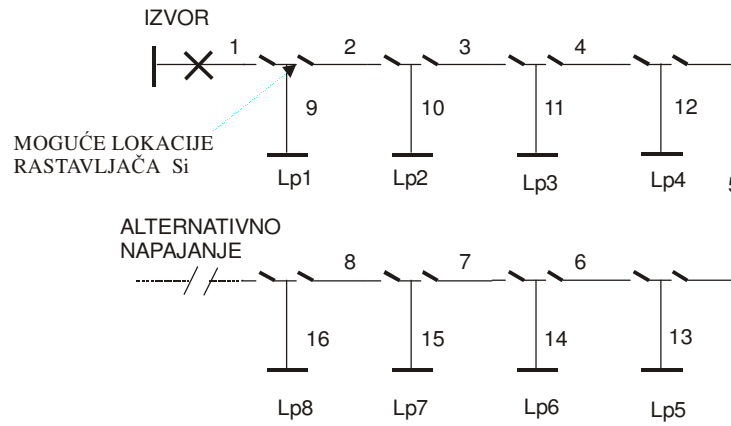 IZVOR
1 2 3 4
9 10 11 12
MOGUĆE LOKACIJE
RASTAVLJAČA Si
Lp1 Lp2 Lp3 Lp4
ALTERNATIVNO
NAPAJANJE
8 7 6
16 15 14 13
Lp8 Lp7 Lp6 Lp5